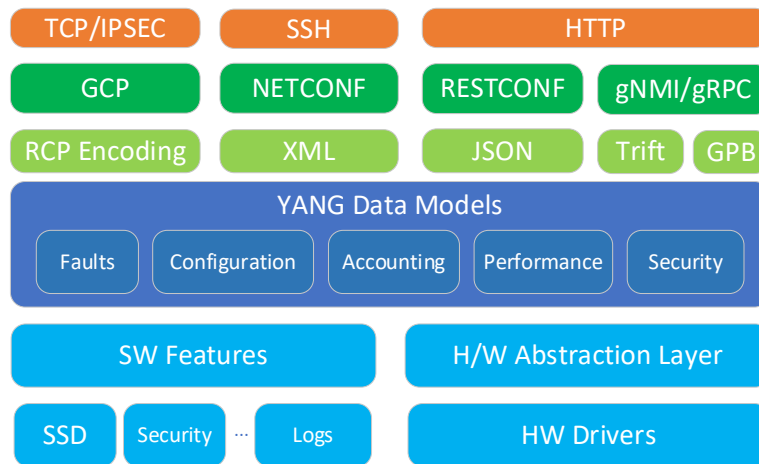 TCP/IPSEC SSH HTTP
GCP NETCONF RESTCONF gNMI/gRPC
RCP Encoding XML JSON Trift GPB
YANG Data Models
Faults Configuration Accounting Performance Security
SW Features H/W Abstraction Layer
SSD Security ... Logs HW Drivers